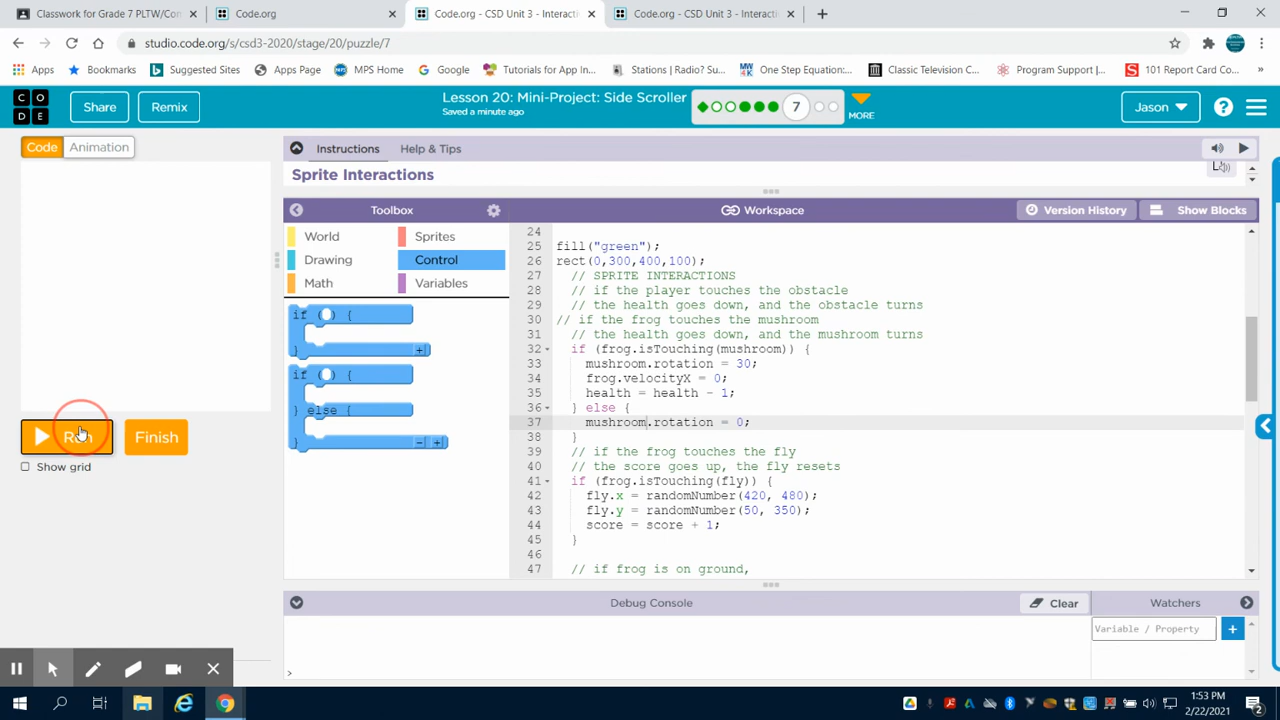 Classwork for Grade 7 PLTW/Con
Code.org
Code.org - CSD Unit 3 - Interacti
Code.org - CSD Unit 3 - Interacti
studio.code.org/s/csd3-2020/stage/20/puzzle/7
Apps
Bookmarks
Suggested Sites
Apps Page
MPS Home
Google
Tutorials for App In...
Stations | Radio? Su...
One Step Equation:...
Classic Television C...
Program Support |...
101 Report Card Co...
C O D E
Share
Remix
Lesson 20: Mini-Project: Side Scroller
Saved a minute ago
7
MORE
Jason
?
Code
Animation
Instructions
Help & Tips
Sprite Interactions
Toolbox
Workspace
Version History
Show Blocks
World
Sprites
Drawing
Control
Math
Variables
if ( ) {
}
if ( ) {
} else {
}
24
25 fill("green");
26 rect(0,300,400,100);
27 // SPRITE INTERACTIONS
28 // if the player touches the obstacle
29 // the health goes down, and the obstacle turns
30 // if the frog touches the mushroom
31 // the health goes down, and the mushroom turns
32 if (frog.isTouching(mushroom)) {
33 mushroom.rotation = 30;
34 frog.velocityX = 0;
35 health = health - 1;
36 } else {
37 mushroom.rotation = 0;
38 }
39 // if the frog touches the fly
40 // the score goes up, the fly resets
41 if (frog.isTouching(fly)) {
42 fly.x = randomNumber(420, 480);
43 fly.y = randomNumber(50, 350);
44 score = score + 1;
45 }
46
47 // if frog is on ground,
Run
Finish
Show grid
Debug Console
Clear
Watchers
Variable / Property
>
1:53 PM
2/22/2021
2